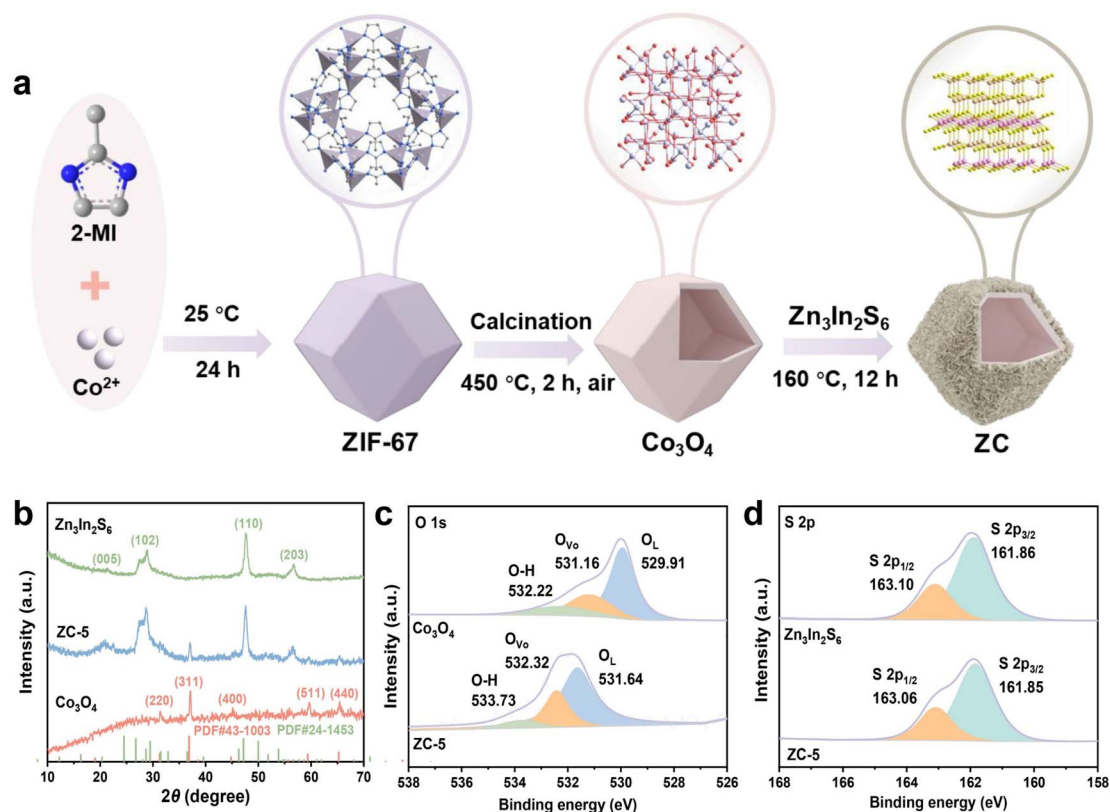 a
2-MI
Co²⁺
25 °C
24 h
ZIF-67
Calcination
450 °C, 2 h, air
Co₃O₄
Zn₃In₂S₆
160 °C, 12 h
ZC
b
Intensity (a.u.)
Zn₃In₂S₆
(005)
(102)
(110)
(203)
ZC-5
Co₃O₄
(220)
(311)
(400)
(511)
(440)
PDF#43-1003
PDF#24-1453
10 20 30 40 50 60 70
2θ (degree)
c
Intensity (a.u.)
O 1s
O-H
532.22
O_Vo
531.16
O_L
529.91
Co₃O₄
O-H
533.73
O_Vo
532.32
O_L
531.64
ZC-5
538 536 534 532 530 528 526
Binding energy (eV)
d
Intensity (a.u.)
S 2p
S 2p₁/₂
163.10
S 2p₃/₂
161.86
Zn₃In₂S₆
S 2p₁/₂
163.06
S 2p₃/₂
161.85
ZC-5
168 166 164 162 160 158
Binding energy (eV)